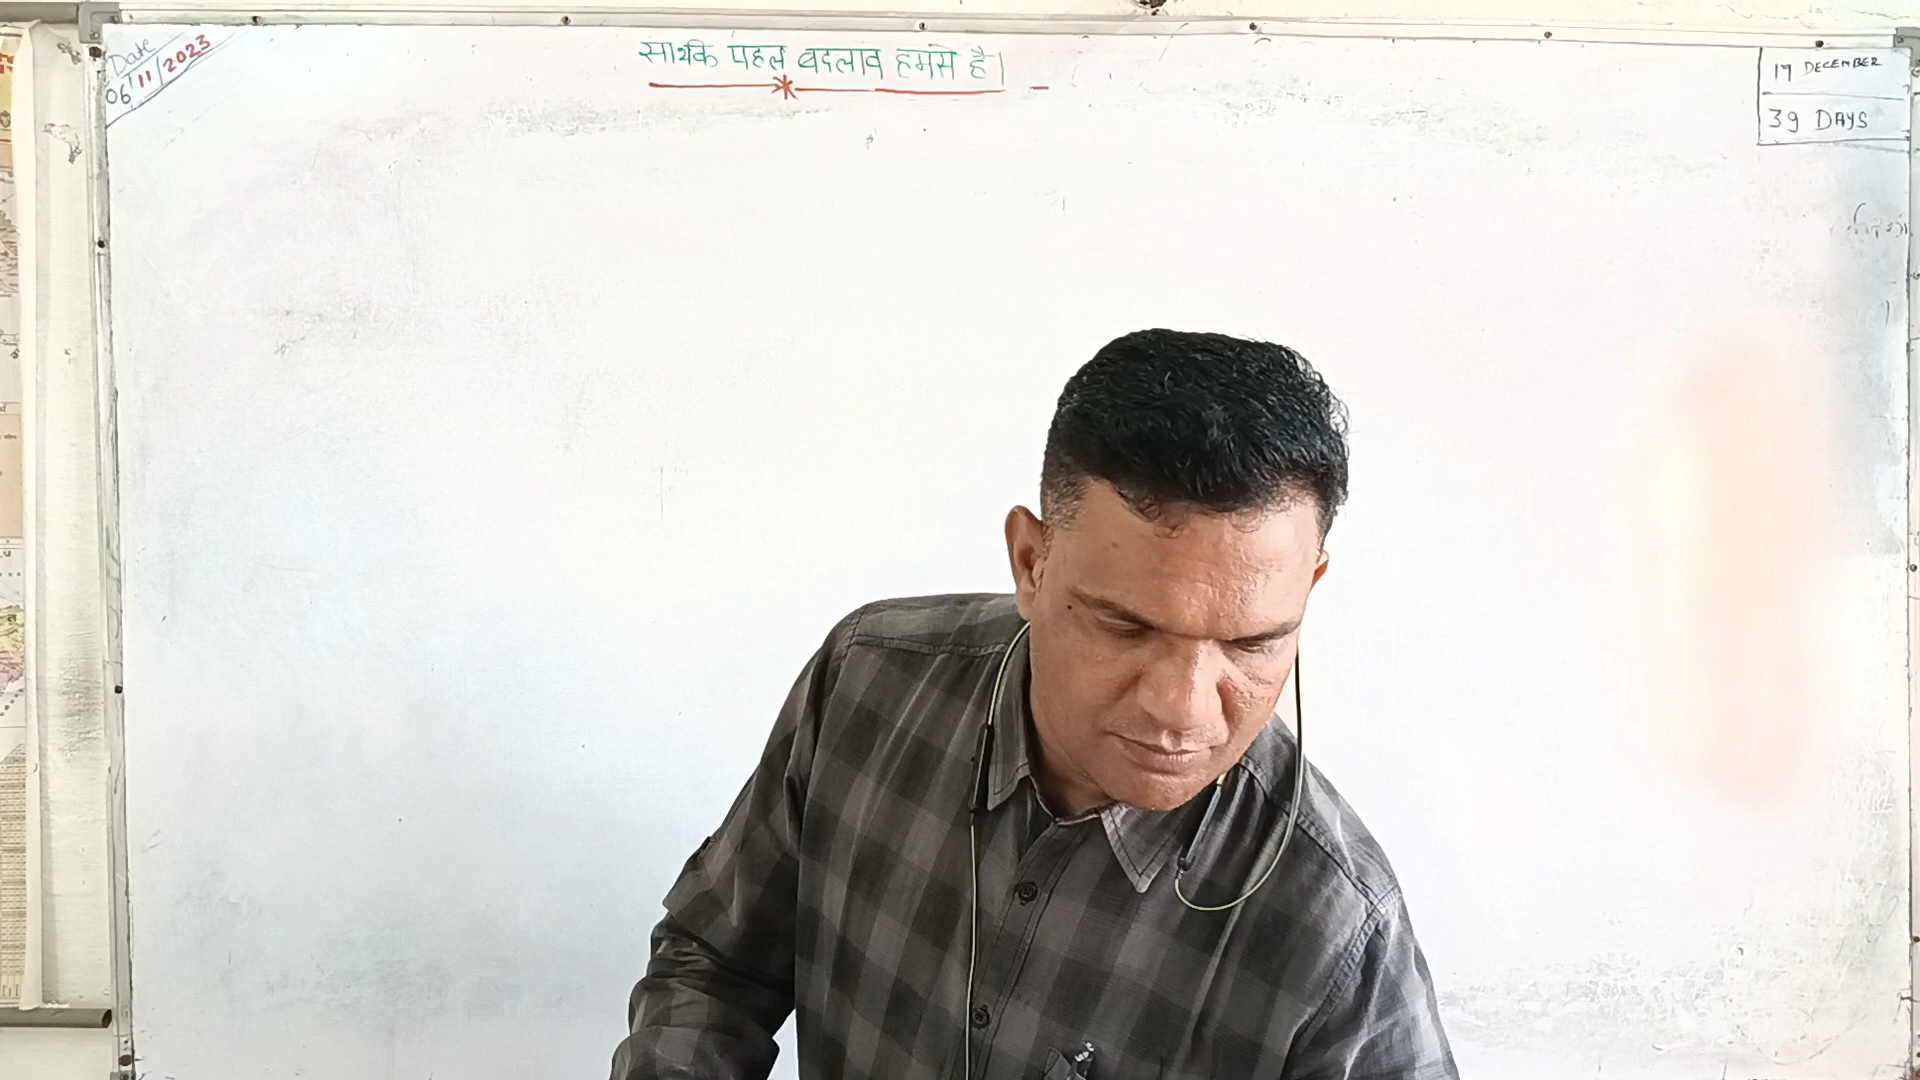 Date
06/11/2023
सार्थक पहल बदलाव हमसे है।
17 DECEMBER
39 DAYS